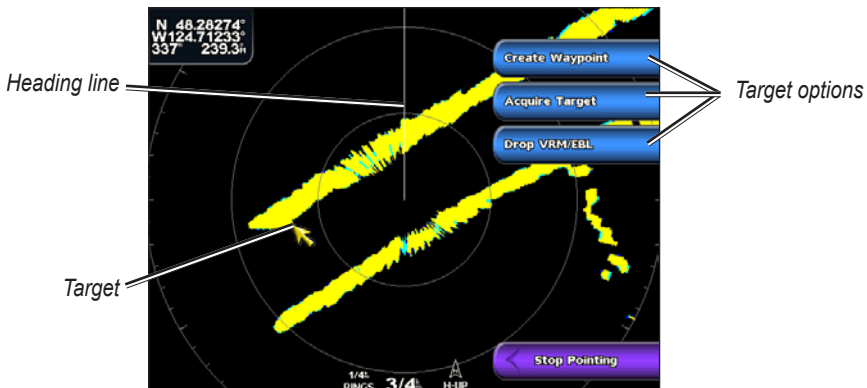 N 48.28274°
W124.71233°
337° 239.3ft
Heading line
Create Waypoint
Acquire Target
Drop VRM/EBL
Target options
Target
Stop Pointing
1/4
RINGS 3/4 H-UP